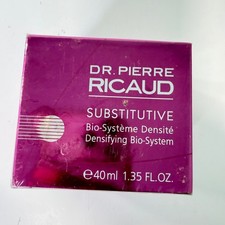 DR. PIERRE
RICAUD
SUBSTITUTIVE
Bio-Système Densité
Densifying Bio-System
℮40ml 1.35 FL.OZ.